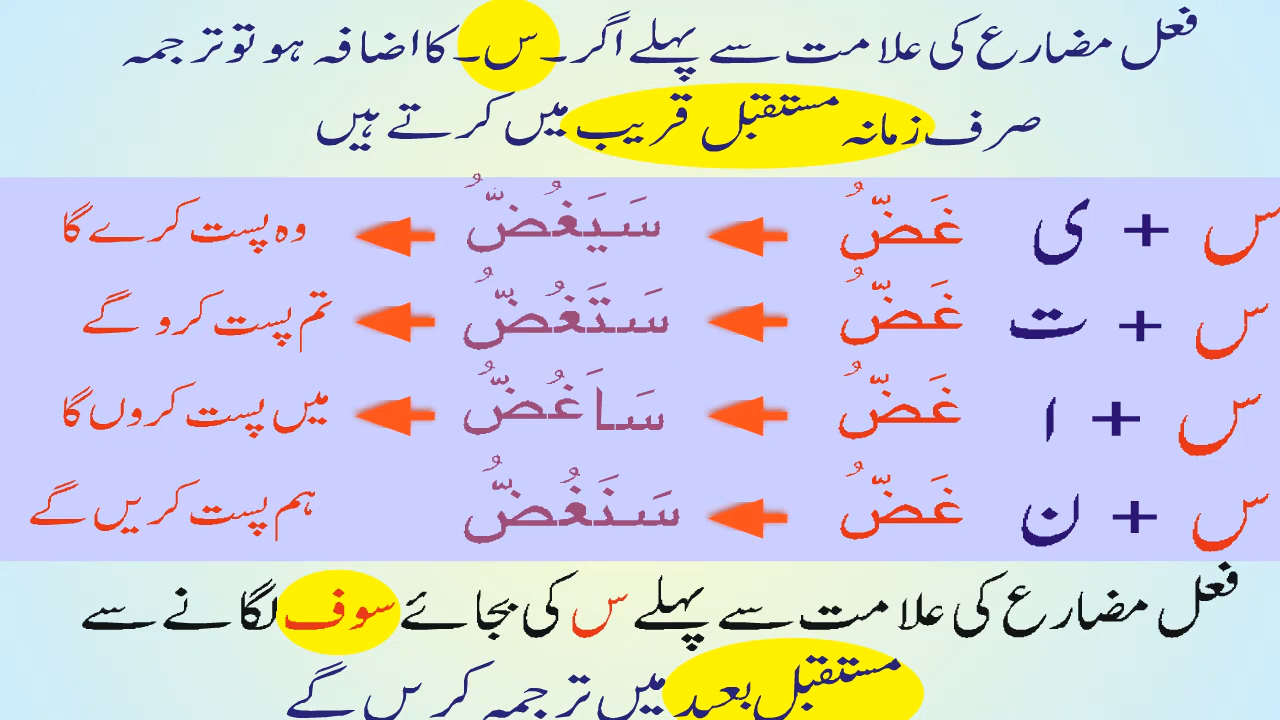 فعل مضارع کی علامت سے پہلے اگر۔س۔کا اضافہ ہو تو ترجمہ
صرف زمانہ مستقبل قریب میں کرتے ہیں
س + ی غَضُّ سَيَغُضُّ وہ پست کرے گا
س + ت غَضُّ سَتَغُضُّ تم پست کرو گے
س + ا غَضُّ سَاَغُضُّ میں پست کروں گا
س + ن غَضُّ سَنَغُضُّ ہم پست کریں گے
فعل مضارع کی علامت سے پہلے س کی بجائے سوف لگانے سے
مستقبل بعید میں ترجمہ کریں گے